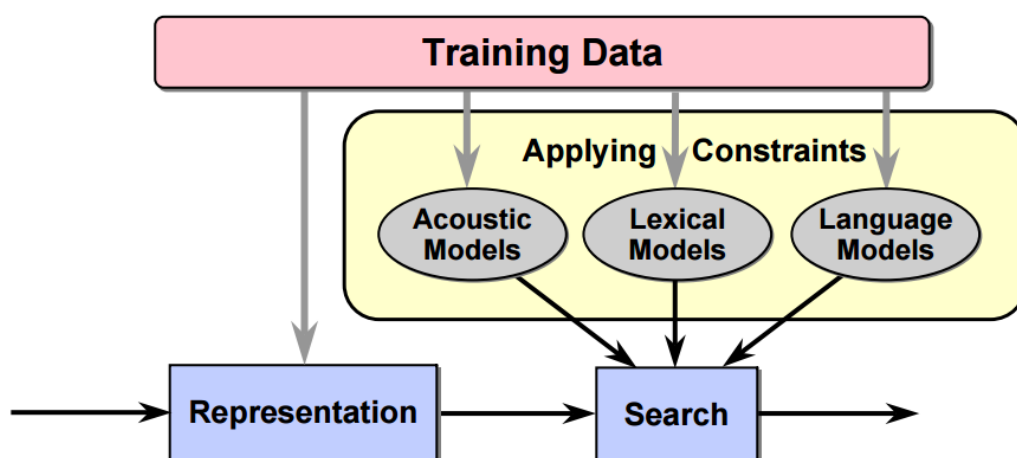 Training Data
Applying Constraints
Acoustic
Models
Lexical
Models
Language
Models
Representation
Search